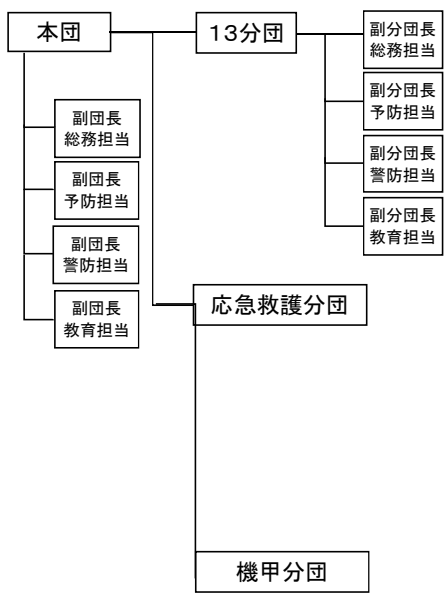 本団
副団長
総務担当
副団長
予防担当
副団長
警防担当
副団長
教育担当
13分団
副分団長
総務担当
副分団長
予防担当
副分団長
警防担当
副分団長
教育担当
応急救護分団
機甲分団